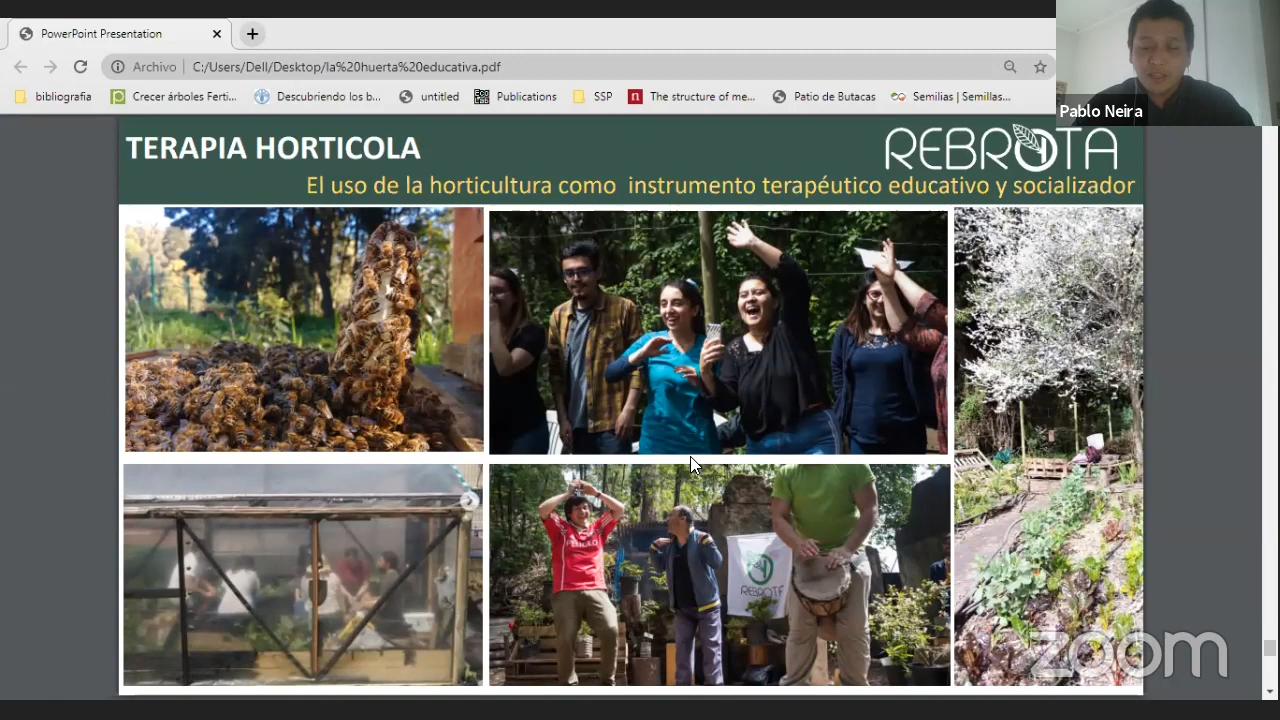 PowerPoint Presentation
Archivo
C:/Users/Dell/Desktop/la%20huerta%20educativa.pdf
bibliografia
Crecer árboles Ferti...
Descubriendo los b...
untitled
Publications
SSP
The structure of me...
Patio de Butacas
Semilias | Semillas...
Pablo Neira
TERAPIA HORTICOLA
REBROTA
El uso de la horticultura como instrumento terapéutico educativo y socializador
REBROTA
zoom